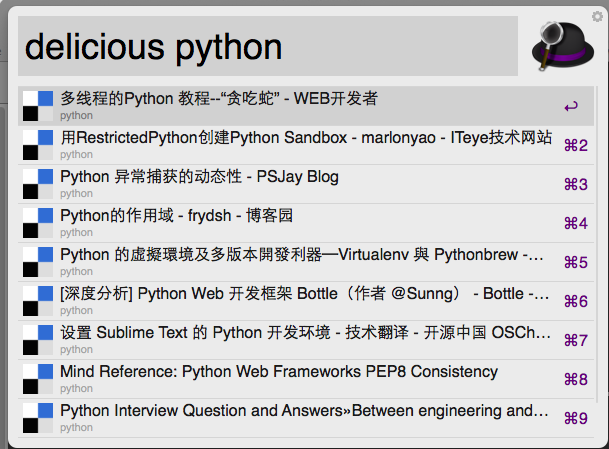 delicious python
多线程的Python 教程--“贪吃蛇” - WEB开发者
python
↩
用RestrictedPython创建Python Sandbox - marlonyao - ITeye技术网站
python
⌘2
Python 异常捕获的动态性 - PSJay Blog
python
⌘3
Python的作用域 - frydsh - 博客园
python
⌘4
Python 的虛擬環境及多版本開發利器─Virtualenv 與 Pythonbrew -…
python
⌘5
[深度分析] Python Web 开发框架 Bottle（作者 @Sunng） - Bottle -…
python
⌘6
设置 Sublime Text 的 Python 开发环境 - 技术翻译 - 开源中国 OSCh…
python
⌘7
Mind Reference: Python Web Frameworks PEP8 Consistency
python
⌘8
Python Interview Question and Answers»Between engineering and…
python
⌘9